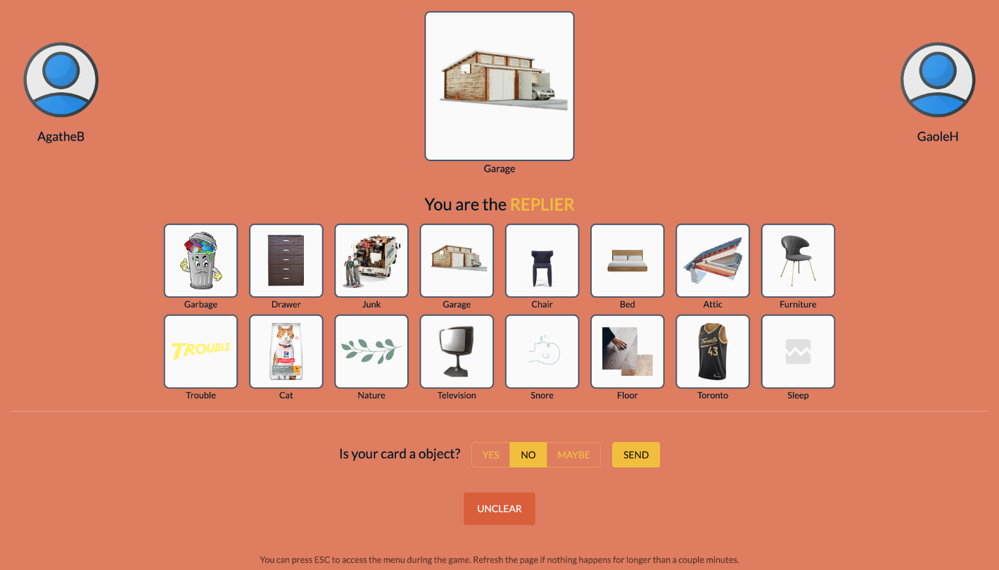 AgatheB
GaoleH
Garage
You are the REPLIER
Garbage Drawer Junk Garage Chair Bed Attic Furniture
TROUBLE
Toronto
43
Trouble Cat Nature Television Snore Floor Toronto Sleep
Is your card a object? YES NO MAYBE SEND
UNCLEAR
You can press ESC to access the menu during the game. Refresh the page if nothing happens for longer than a couple minutes.